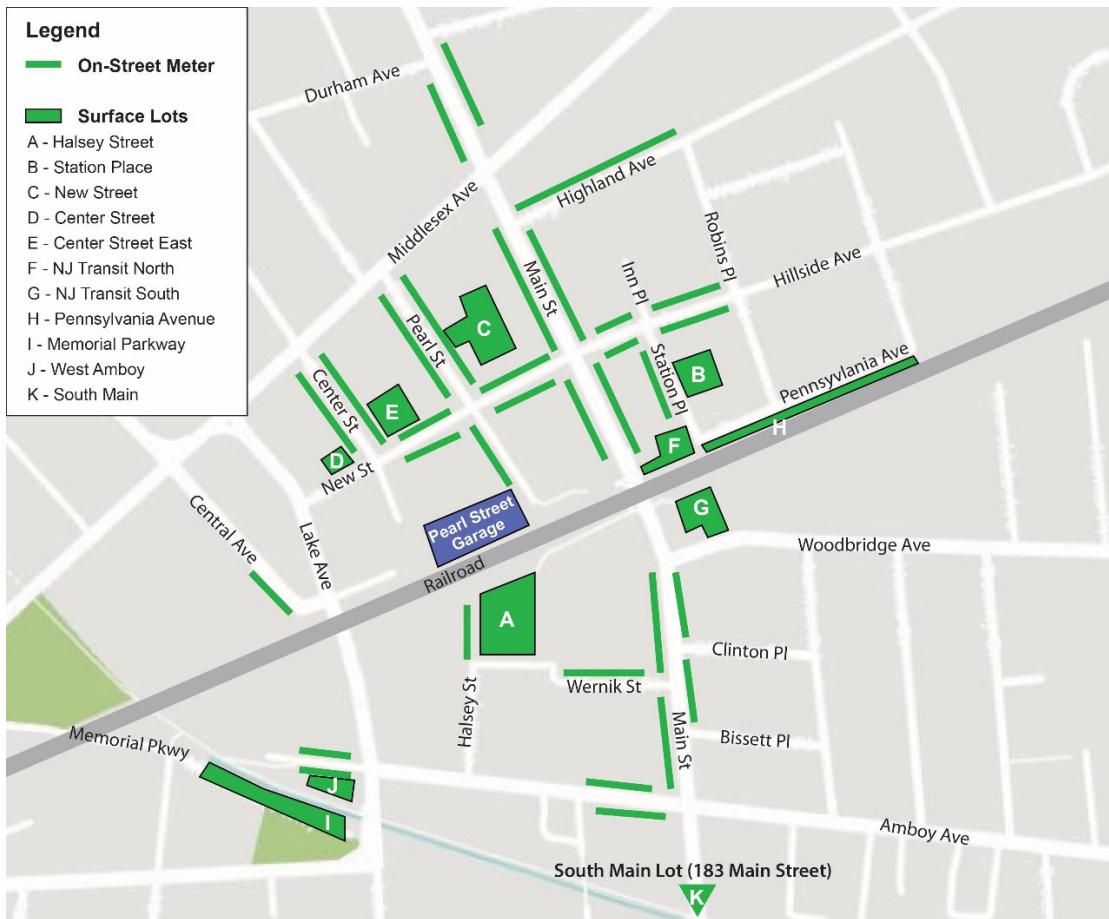 Legend
On-Street Meter
Surface Lots
A - Halsey Street
B - Station Place
C - New Street
D - Center Street
E - Center Street East
F - NJ Transit North
G - NJ Transit South
H - Pennsylvania Avenue
I - Memorial Parkway
J - West Amboy
K - South Main
Durham Ave
Middlesex Ave
Highland Ave
Robins Pl
Hillside Ave
Main St
Inn Pl
Pearl St
C
Station Pl
B
Pennsyvlania Ave
H
Center St
E
F
D
New St
G
Pearl Street
Garage
Central Ave
Lake Ave
Railroad
Woodbridge Ave
A
Clinton Pl
Wernik St
Halsey St
Main St
Bissett Pl
Memorial Pkwy
J
I
Amboy Ave
South Main Lot (183 Main Street)
K